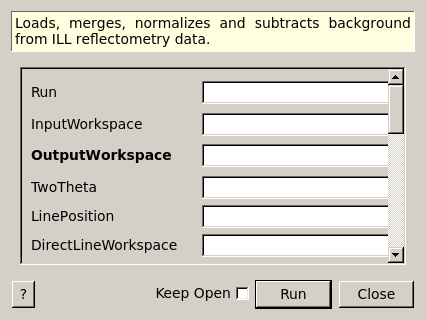 Loads, merges, normalizes and subtracts background
from ILL reflectometry data.
Run
InputWorkspace
OutputWorkspace
TwoTheta
LinePosition
DirectLineWorkspace
? Keep Open Run Close